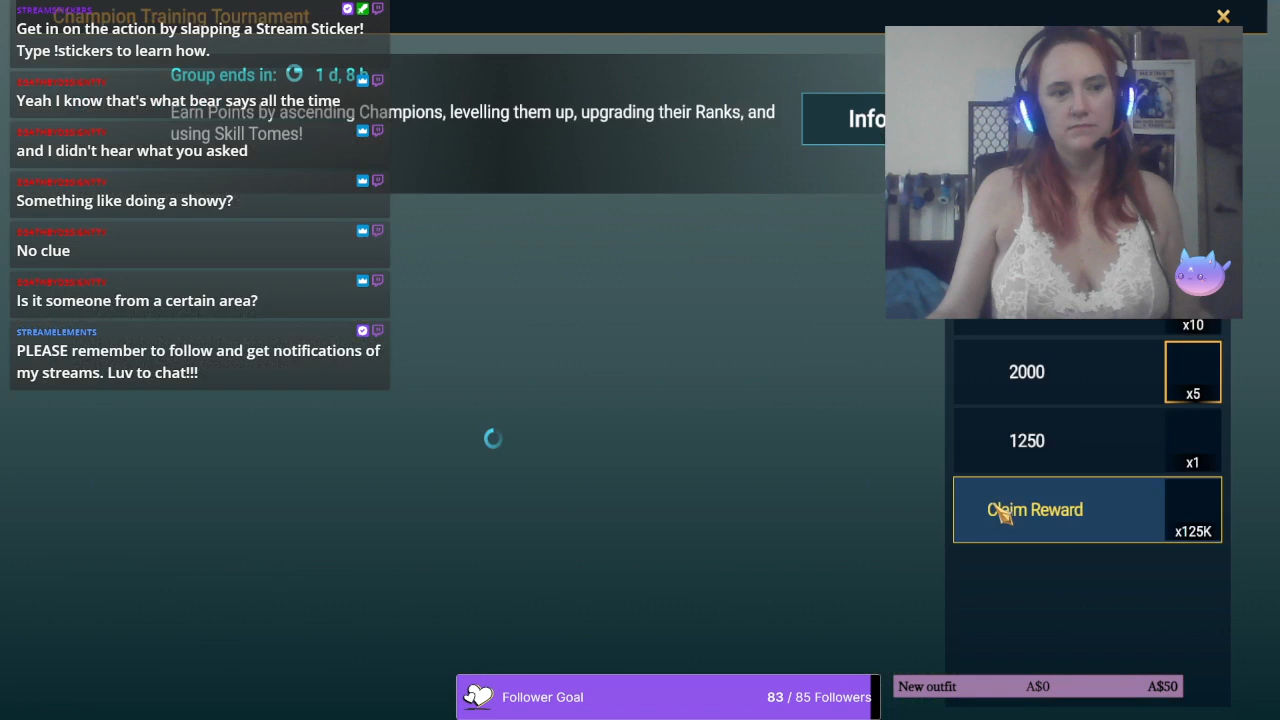 STREAMSTICKERS
Get in on the action by slapping a Stream Sticker!
Type !stickers to learn how.
Yeah I know that's what bear says all the time
and I didn't hear what you asked
Something like doing a showy?
No clue
Is it someone from a certain area?
STREAMELEMENTS
PLEASE remember to follow and get notifications of
my streams. Luv to chat!!!
Champion Training Tournament
Group ends in: 1 d, 8 h
Earn Points by ascending Champions, levelling them up, upgrading their Ranks, and
using Skill Tomes!
Info
x10
2000
x5
1250
x1
Claim Reward
x125K
Follower Goal 83 / 85 Followers
New outfit A$0 A$50